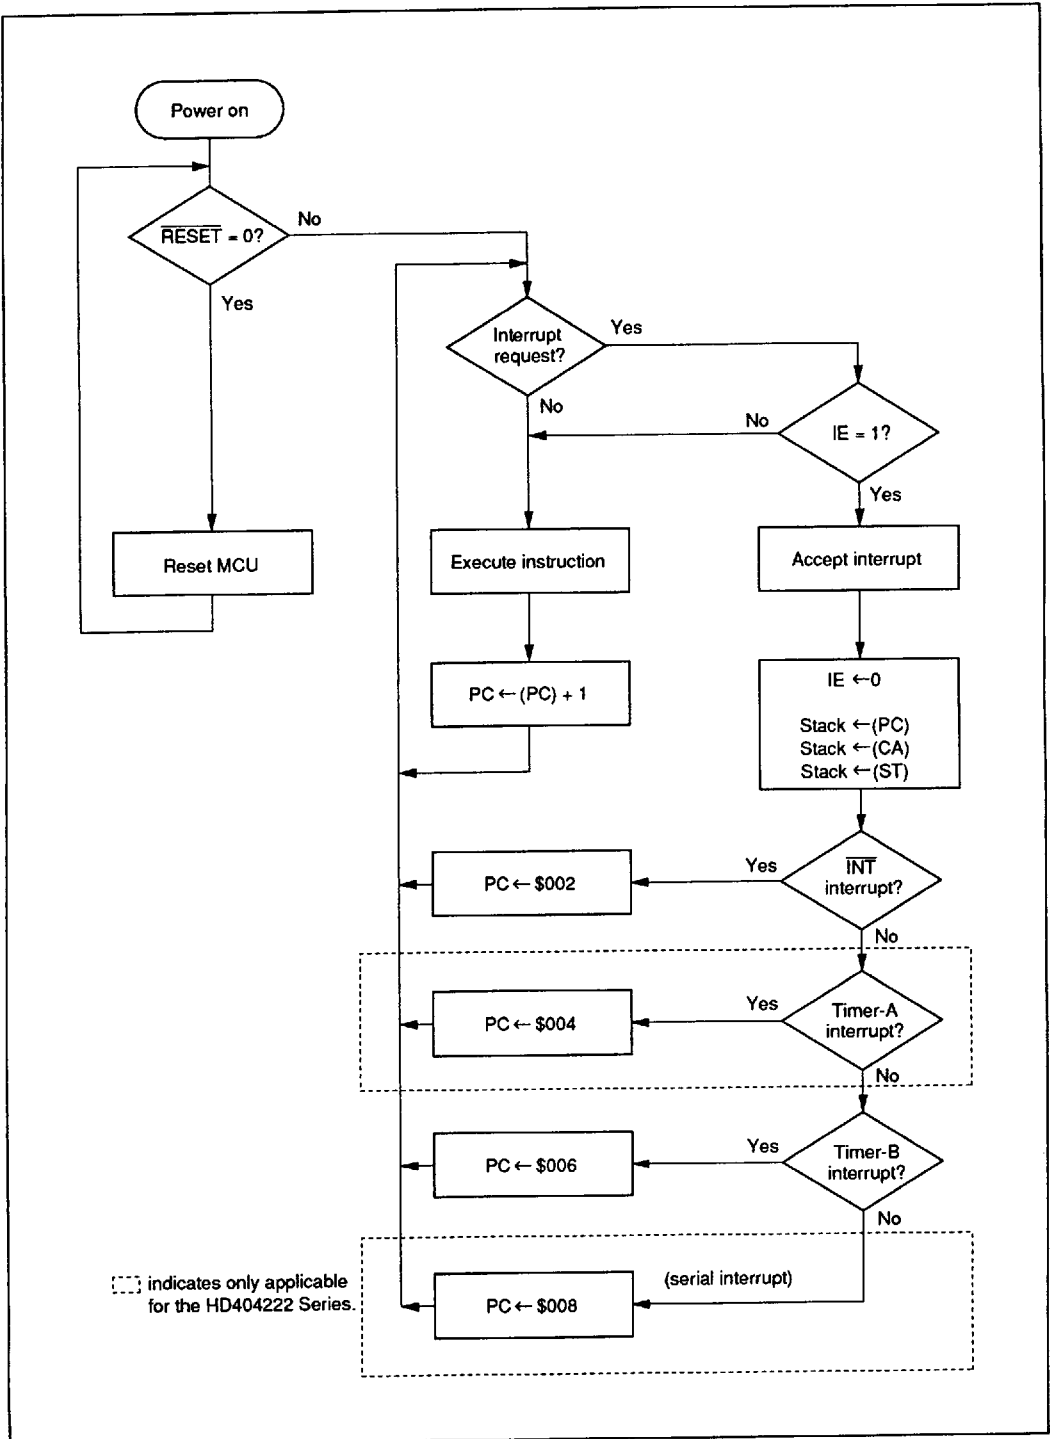 Power on
RESET = 0?
No
Yes
Interrupt
request?
Yes
No
No
IE = 1?
Yes
Reset MCU
Execute instruction
Accept interrupt
PC ← (PC) + 1
IE ←0
Stack ←(PC)
Stack ←(CA)
Stack ←(ST)
PC ← $002
Yes
INT
interrupt?
No
PC ← $004
Yes
Timer-A
interrupt?
No
PC ← $006
Yes
Timer-B
interrupt?
No
indicates only applicable
for the HD404222 Series.
PC ← $008
(serial interrupt)